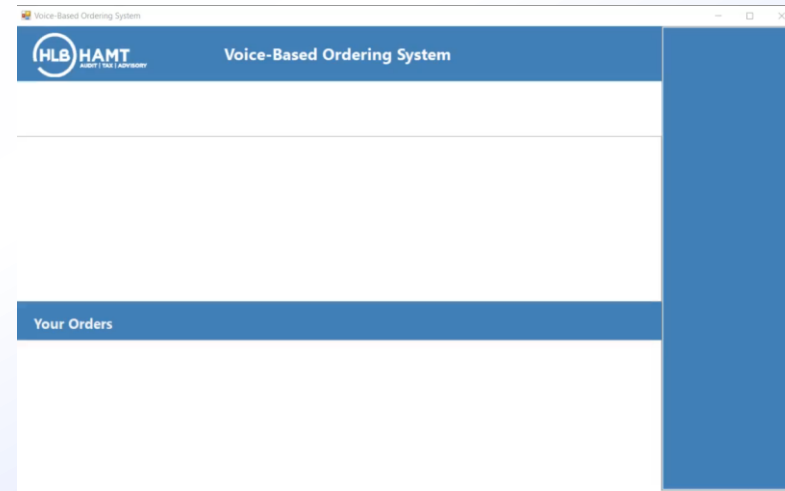 Voice-Based Ordering System
HLB HAMT
AUDIT | TAX | ADVISORY
Voice-Based Ordering System
Your Orders